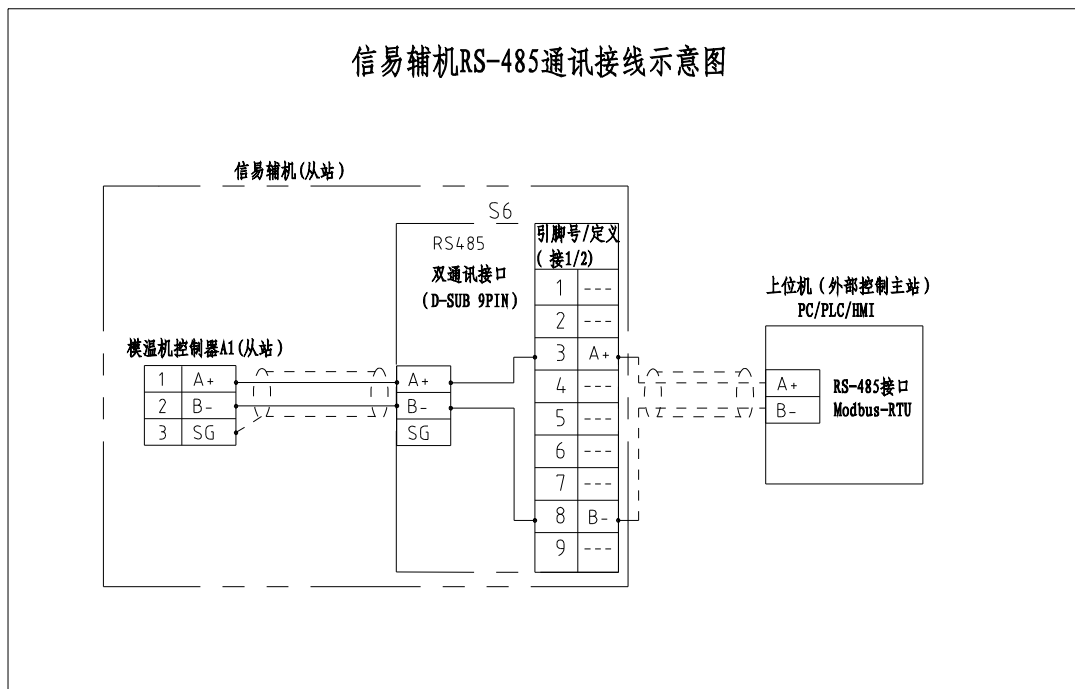 信易辅机RS-485通讯接线示意图
信易辅机(从站)
S6
RS485
双通讯接口
(D-SUB 9PIN)
引脚号/定义
( 接1/2)
1 ---
2 ---
3 A+
4 ---
5 ---
6 ---
7 ---
8 B-
9 ---
模温机控制器A1(从站)
1 A+
2 B-
3 SG
A+
B-
SG
上位机(外部控制主站)
PC/PLC/HMI
A+
B-
RS-485接口
Modbus-RTU